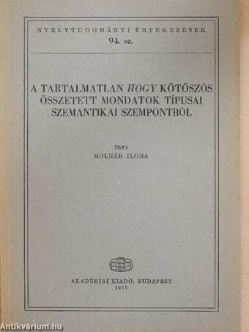 NYELVTUDOMÁNYI ÉRTEKEZÉSEK
94. sz.
A TARTALMATLAN HOGY KÖTŐSZÓS
ÖSSZETETT MONDATOK TÍPUSAI
SZEMANTIKAI SZEMPONTBÓL
ÍRTA
MOLNÁR ILONA
AKADÉMIAI KIADÓ, BUDAPEST
1977
Antikvárium.hu